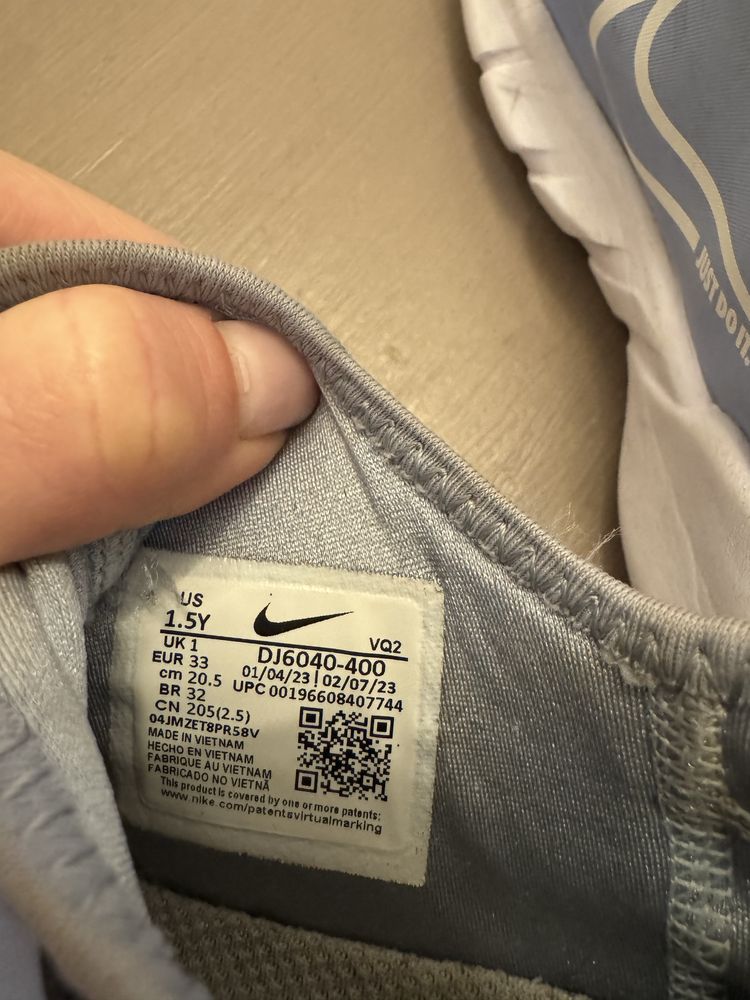 JUST DO IT.
US
1.5Y
UK 1
EUR 33
cm 20.5
BR 32
CN 205(2.5)
VQ2
DJ6040-400
01/04/23 | 02/07/23
UPC 00196608407744
04JMZET8PR58V
MADE IN VIETNAM
HECHO EN VIETNAM
FABRIQUE AU VIETNAM
FABRICADO NO VIETNÃ
This product is covered by one or more patents:
www.nike.com/patentsvirtualmarking